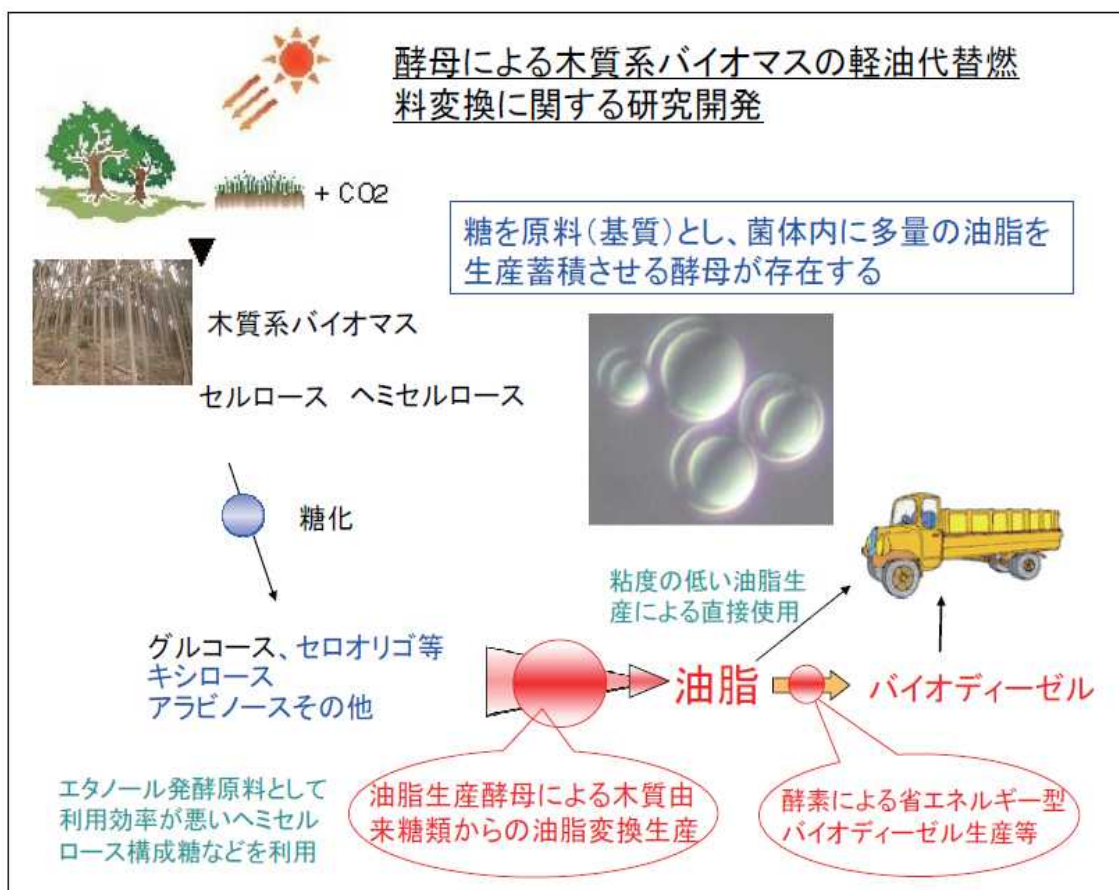 酵母による木質系バイオマスの軽油代替燃
料変換に関する研究開発
+ CO2
糖を原料(基質)とし、菌体内に多量の油脂を
生産蓄積させる酵母が存在する
木質系バイオマス
セルロース ヘミセルロース
糖化
粘度の低い油脂生
産による直接使用
グルコース、セロオリゴ等
キシロース
アラビノースその他
油脂
バイオディーゼル
エタノール発酵原料として
利用効率が悪いヘミセル
ロース構成糖などを利用
油脂生産酵母による木質由
来糖類からの油脂変換生産
酵素による省エネルギー型
バイオディーゼル生産等